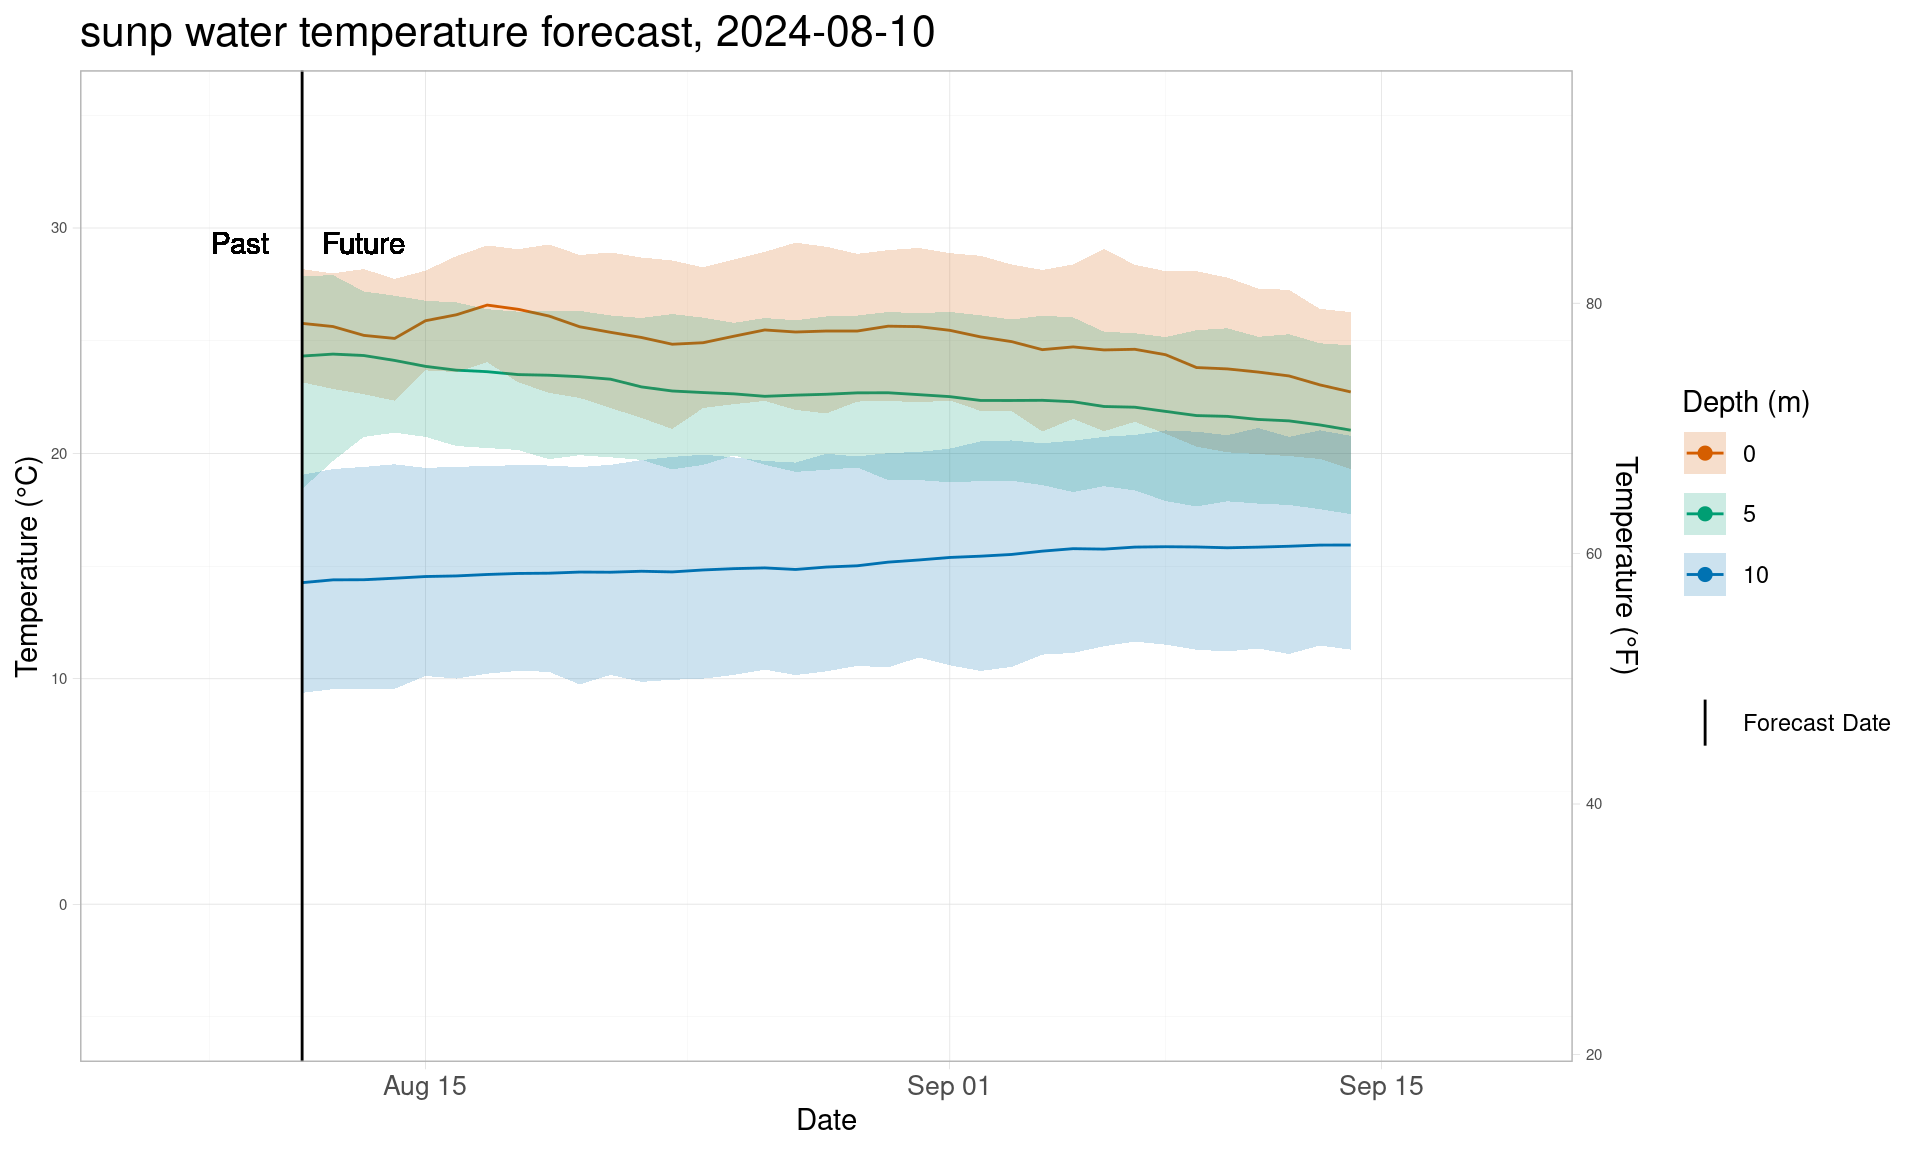 sunp water temperature forecast, 2024-08-10
Past
Future
30
20
10
0
Temperature (°C)
80
60
40
20
Temperature (°F)
Aug 15
Sep 01
Sep 15
Date
Depth (m)
0
5
10
Forecast Date